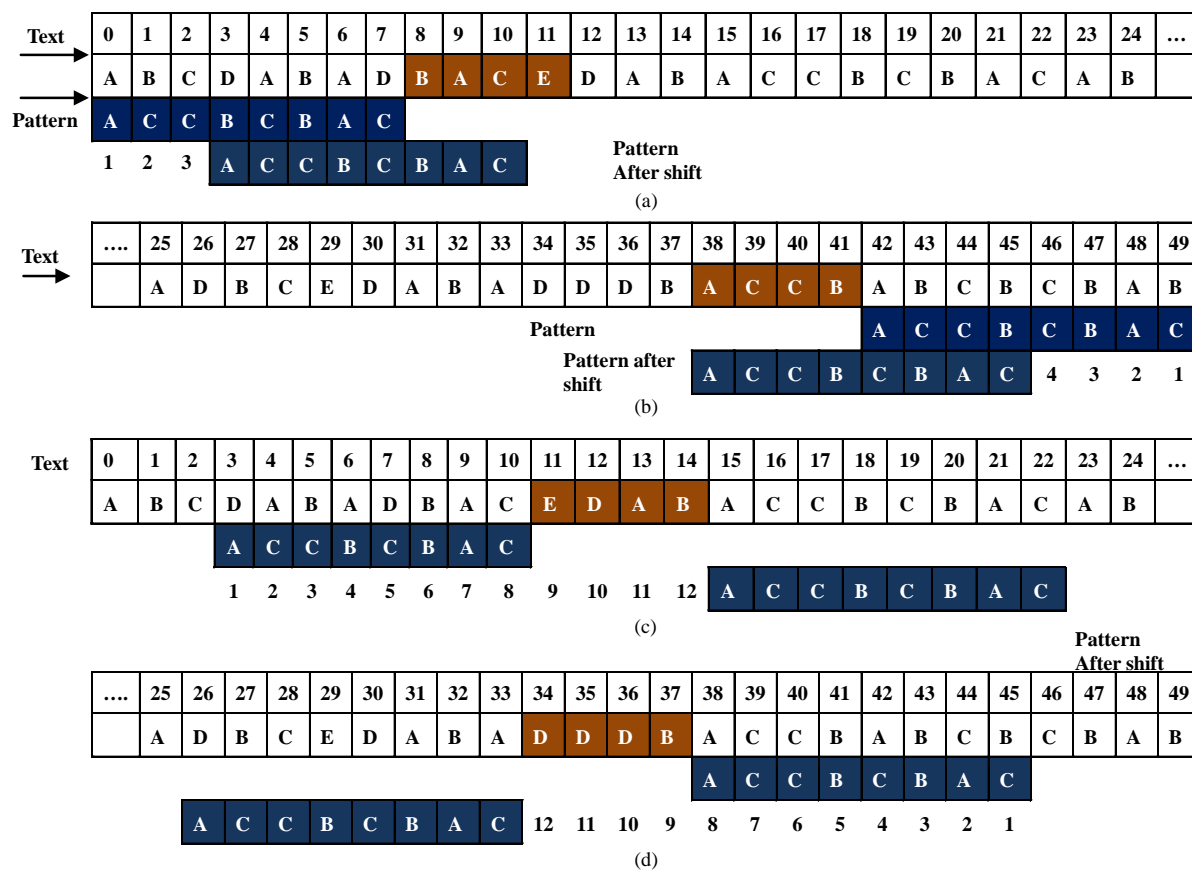 0 1 2 3 4 5 6 7 8 9 10 11 12 13 14 15 16 17 18 19 20 21 22 23 24 …
Text
A B C D A B A D B A C E D A B A C C B C B A C A B
Pattern A C C B C B A C
1 2 3 A C C B C B A C
Pattern
After shift
(a)
…. 25 26 27 28 29 30 31 32 33 34 35 36 37 38 39 40 41 42 43 44 45 46 47 48 49
Text
A D B C E D A B A D D D B A C C B A B C B C B A B
Pattern A C C B C B A C
Pattern after
shift
A C C B C B A C 4 3 2 1
(b)
Text 0 1 2 3 4 5 6 7 8 9 10 11 12 13 14 15 16 17 18 19 20 21 22 23 24 …
A B C D A B A D B A C E D A B A C C B C B A C A B
A C C B C B A C
1 2 3 4 5 6 7 8 9 10 11 12 A C C B C B A C
(c)
Pattern
After shift
…. 25 26 27 28 29 30 31 32 33 34 35 36 37 38 39 40 41 42 43 44 45 46 47 48 49
A D B C E D A B A D D D B A C C B A B C B C B A B
A C C B C B A C
A C C B C B A C 12 11 10 9 8 7 6 5 4 3 2 1
(d)